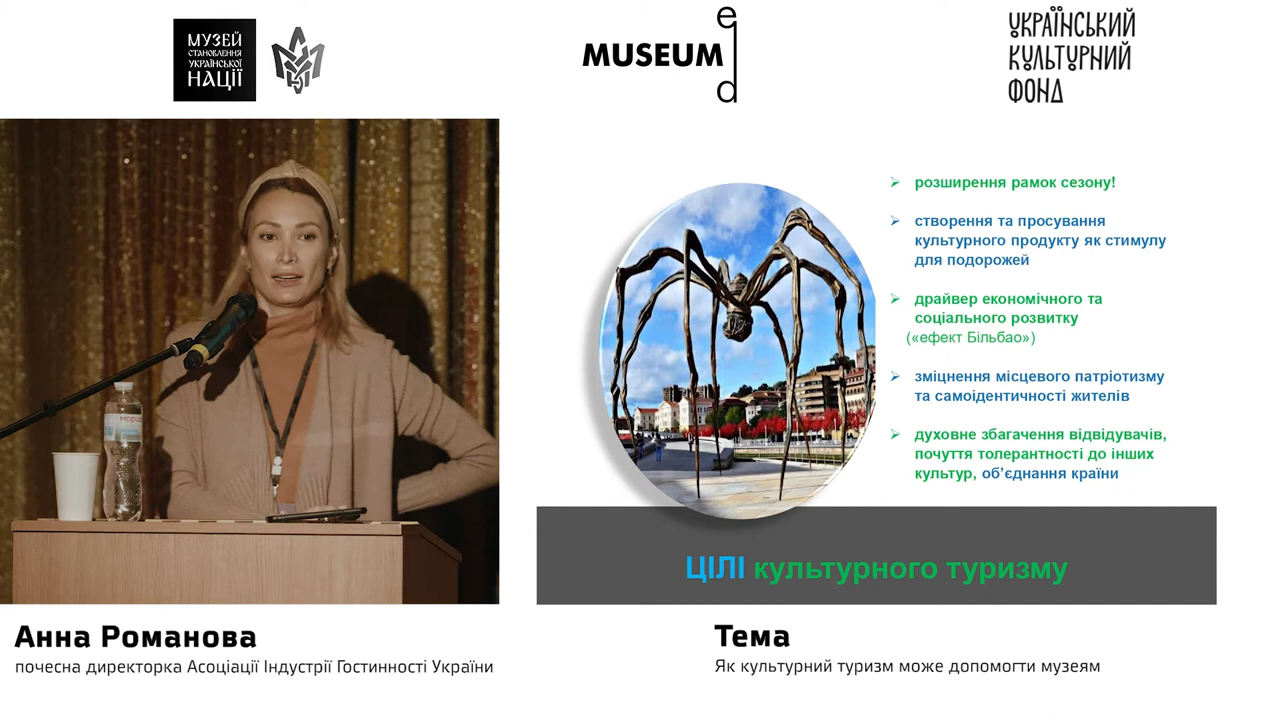 МУЗЕЙ
СТАНОВЛЕННЯ
УКРАЇНСЬКОЇ
НАЦІЇ
MUSEUM
ed
УКРАЇНСЬКИЙ
КУЛЬТУРНИЙ
ФОНД
розширення рамок сезону!
створення та просування
культурного продукту як стимулу
для подорожей
драйвер економічного та
соціального розвитку
(«ефект Більбао»)
зміцнення місцевого патріотизму
та самоідентичності жителів
духовне збагачення відвідувачів,
почуття толерантності до інших
культур, об’єднання країни
ЦІЛІ культурного туризму
Анна Романова
почесна директорка Асоціації Індустрії Гостинності України
Тема
Як культурний туризм може допомогти музеям